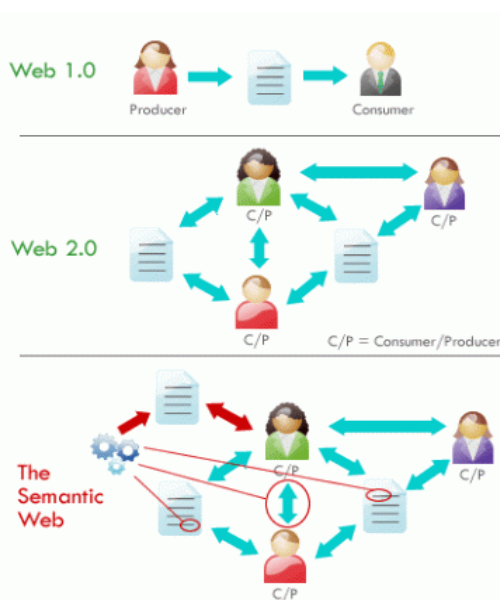 Web 1.0
Producer
Consumer
C/P
C/P
Web 2.0
C/P
C/P = Consumer/Producer
C/P
C/P
The
Semantic
Web
C/P